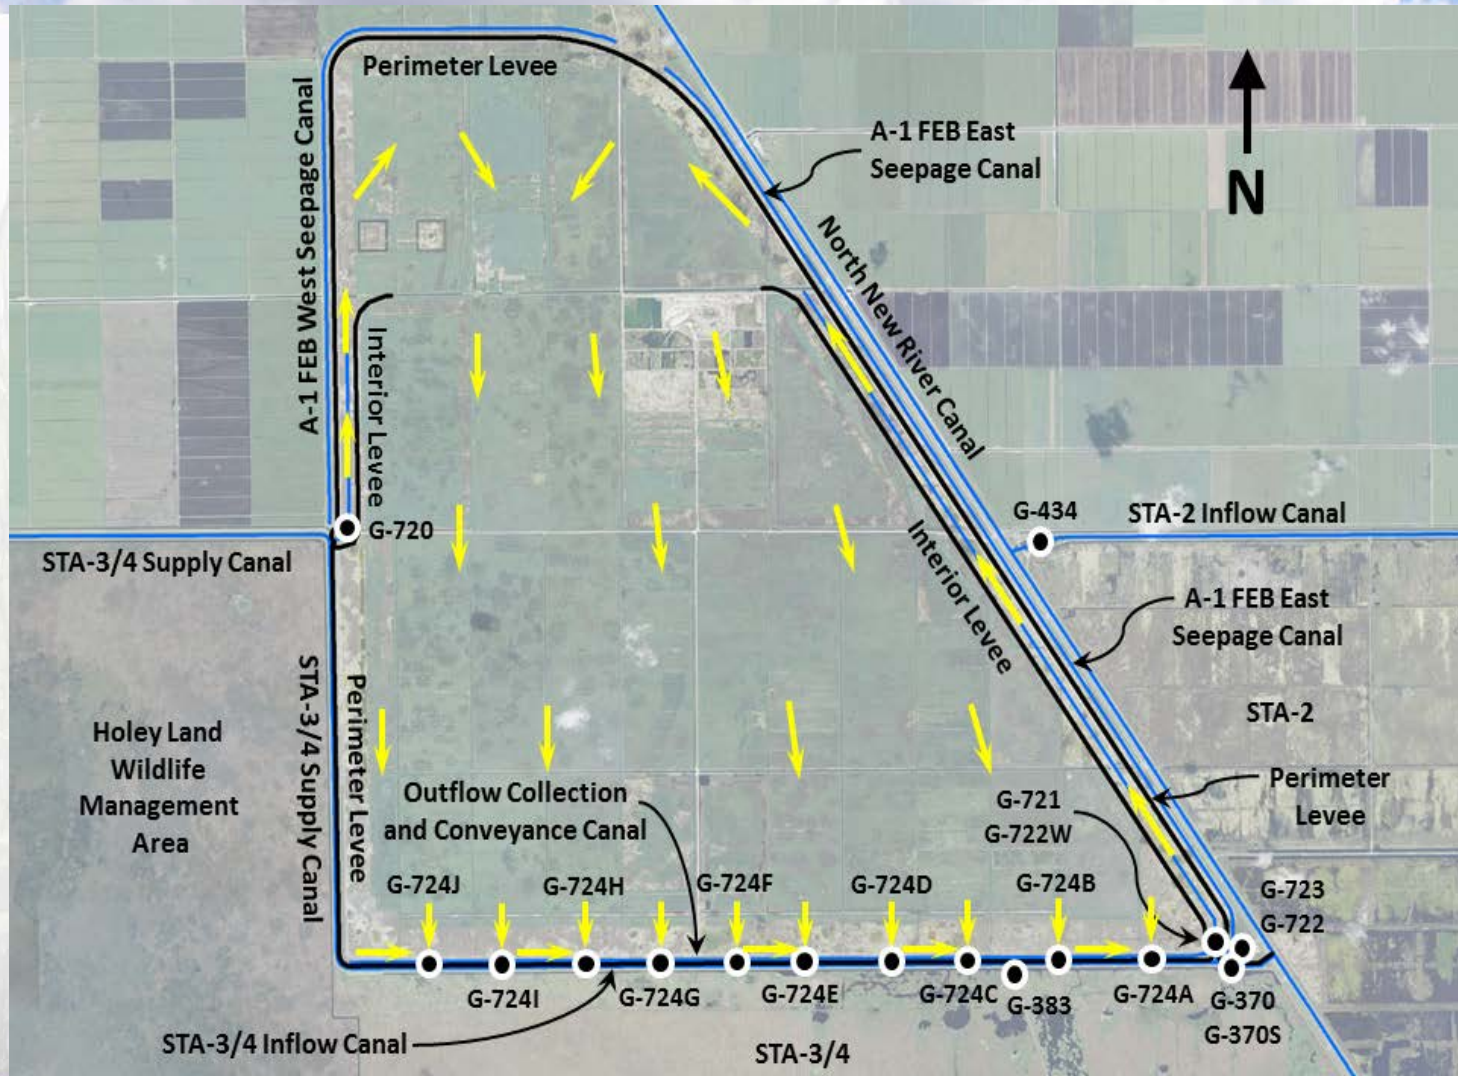 Perimeter Levee
A-1 FEB West Seepage Canal
A-1 FEB East
Seepage Canal
N
North New River Canal
Interior Levee
G-720
STA-3/4 Supply Canal
G-434
STA-2 Inflow Canal
Interior Levee
A-1 FEB East
Seepage Canal
STA-2
STA-3/4 Supply Canal
Perimeter Levee
Holey Land
Wildlife
Management
Area
Outflow Collection
and Conveyance Canal
G-721
G-722W
Perimeter
Levee
G-724J
G-724H
G-724F
G-724D
G-724B
G-723
G-722
G-724I
G-724G
G-724E
G-724C
G-383
G-724A
G-370
G-370S
STA-3/4 Inflow Canal
STA-3/4